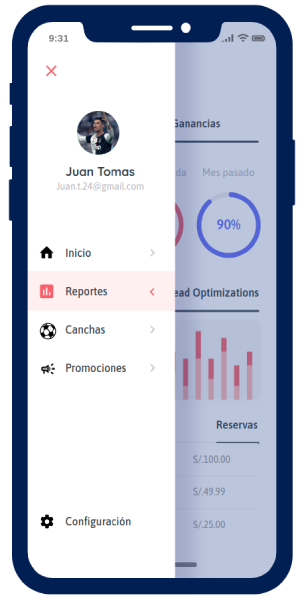 9:31
Juan Tomas
Juan.t.24@gmail.com
Inicio
Reportes
Canchas
Promociones
Configuración
Ganancias
da
Mes pasado
90%
ead Optimizations
Reservas
S/.100.00
S/.49.99
S/.25.00